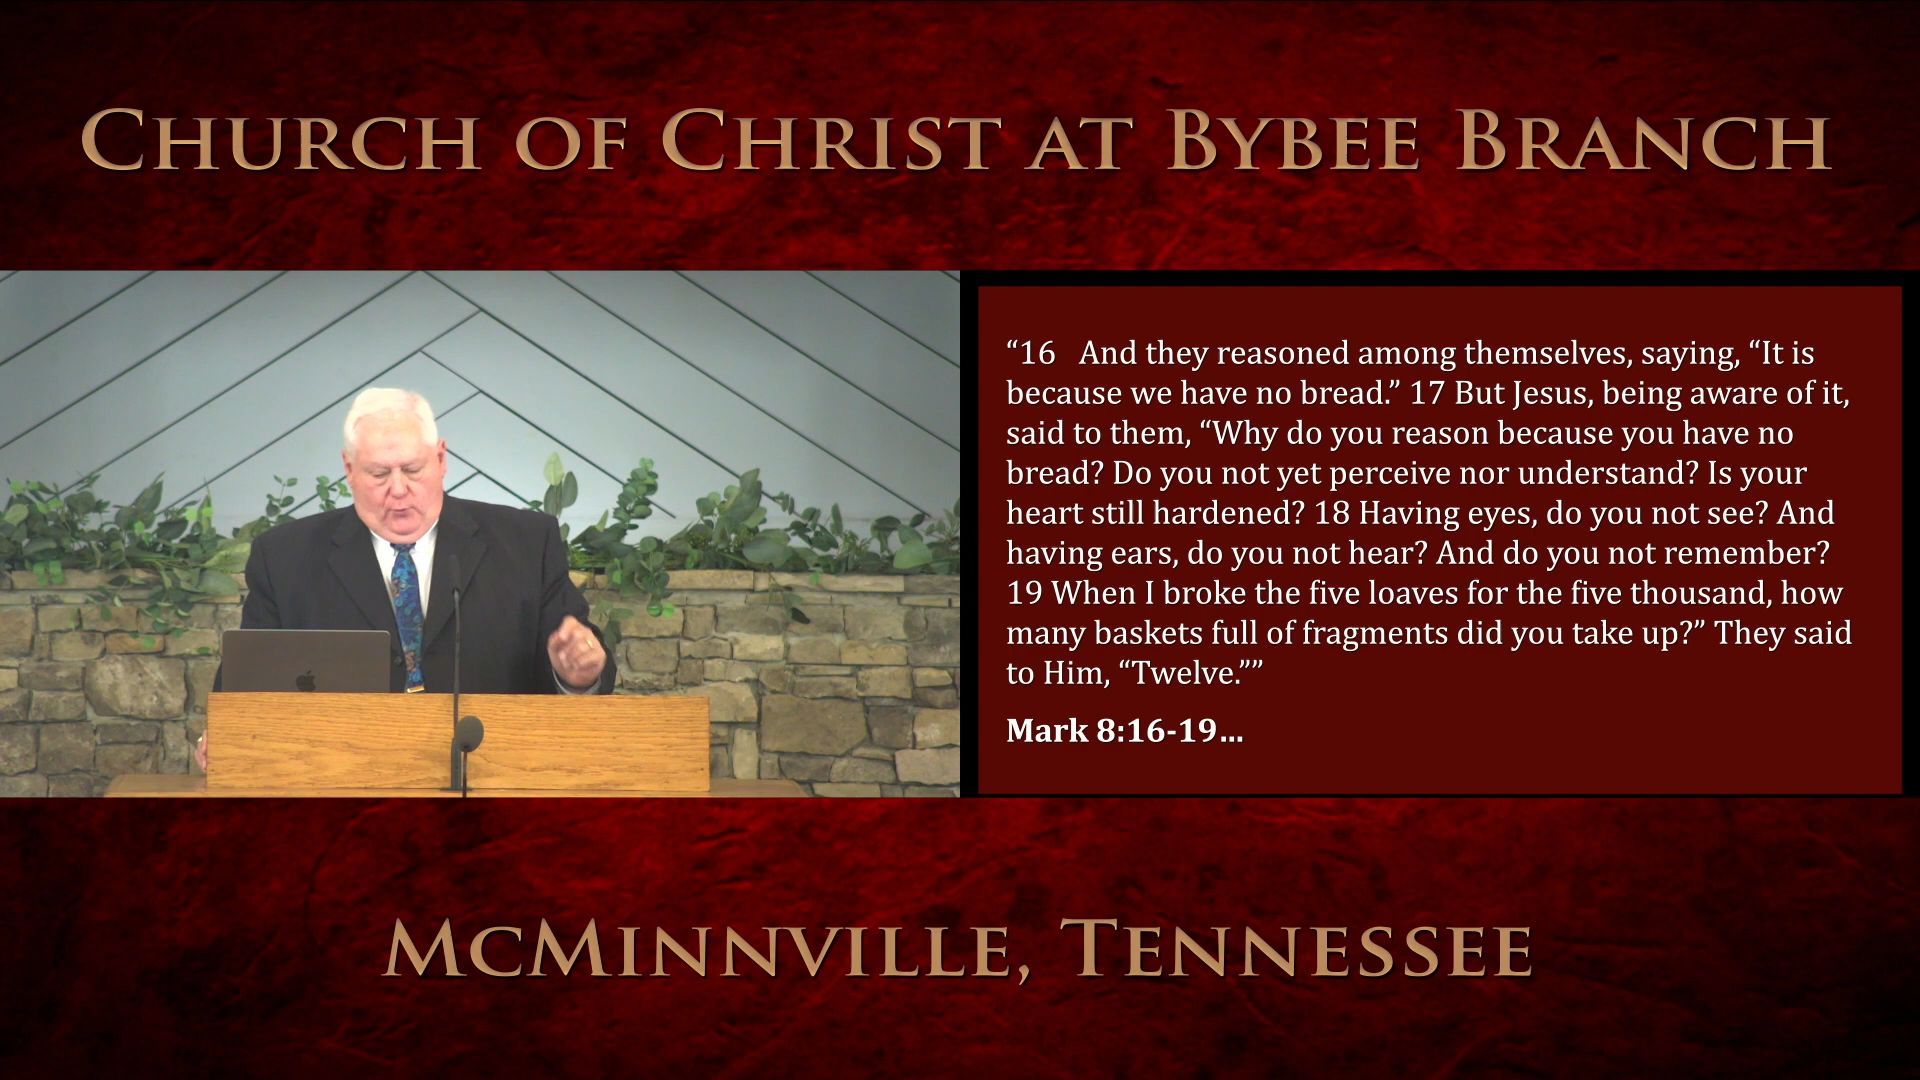 CHURCH OF CHRIST AT BYBEE BRANCH
“16 And they reasoned among themselves, saying, “It is
because we have no bread.” 17 But Jesus, being aware of it,
said to them, “Why do you reason because you have no
bread? Do you not yet perceive nor understand? Is your
heart still hardened? 18 Having eyes, do you not see? And
having ears, do you not hear? And do you not remember?
19 When I broke the five loaves for the five thousand, how
many baskets full of fragments did you take up?” They said
to Him, “Twelve.””
Mark 8:16-19...
MCMINNVILLE, TENNESSEE